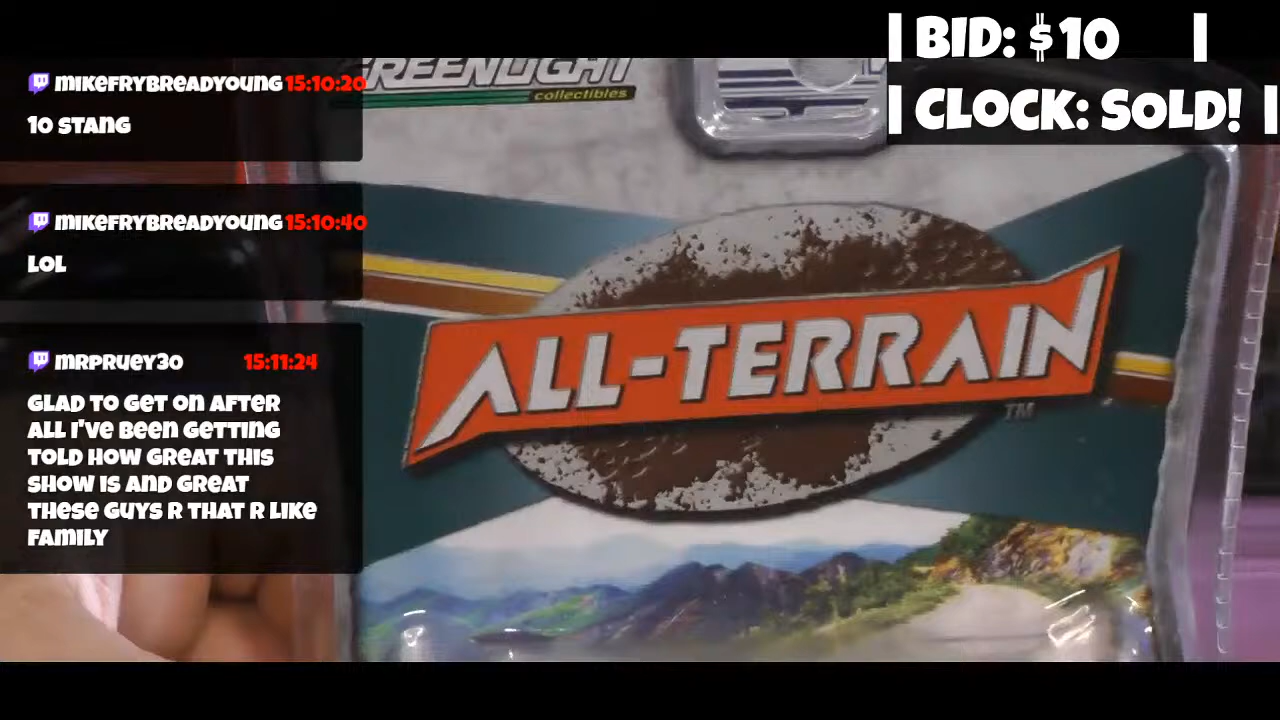 | BID: $10 |
| CLOCK: SOLD! |
GREENLIGHT
collectibles
mikefrybreadyoung 15:10:20
10 stang
mikefrybreadyoung 15:10:40
lol
mrpruey30 15:11:24
glad to get on after
all i've been getting
told how great this
show is and great
these guys r that r like
family
ALL-TERRAIN
TM